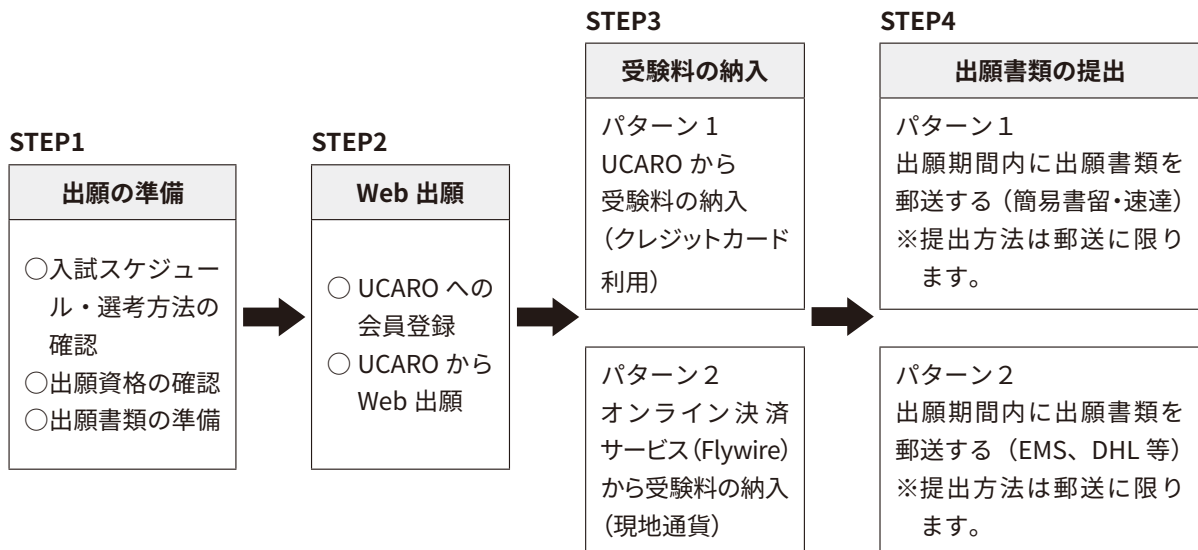 STEP1
出願の準備
○入試スケジュー
ル・選考方法の
確認
○出願資格の確認
○出願書類の準備
STEP2
Web 出願
○ UCARO への
会員登録
○ UCARO から
Web 出願
STEP3
受験料の納入
パターン 1
UCARO から
受験料の納入
（クレジットカード
利用）
パターン 2
オンライン決済
サービス（Flywire）
から受験料の納入
（現地通貨）
STEP4
出願書類の提出
パターン１
出願期間内に出願書類を
郵送する（簡易書留・速達）
※提出方法は郵送に限り
ます。
パターン２
出願期間内に出願書類を
郵送する（EMS、DHL 等）
※提出方法は郵送に限り
ます。